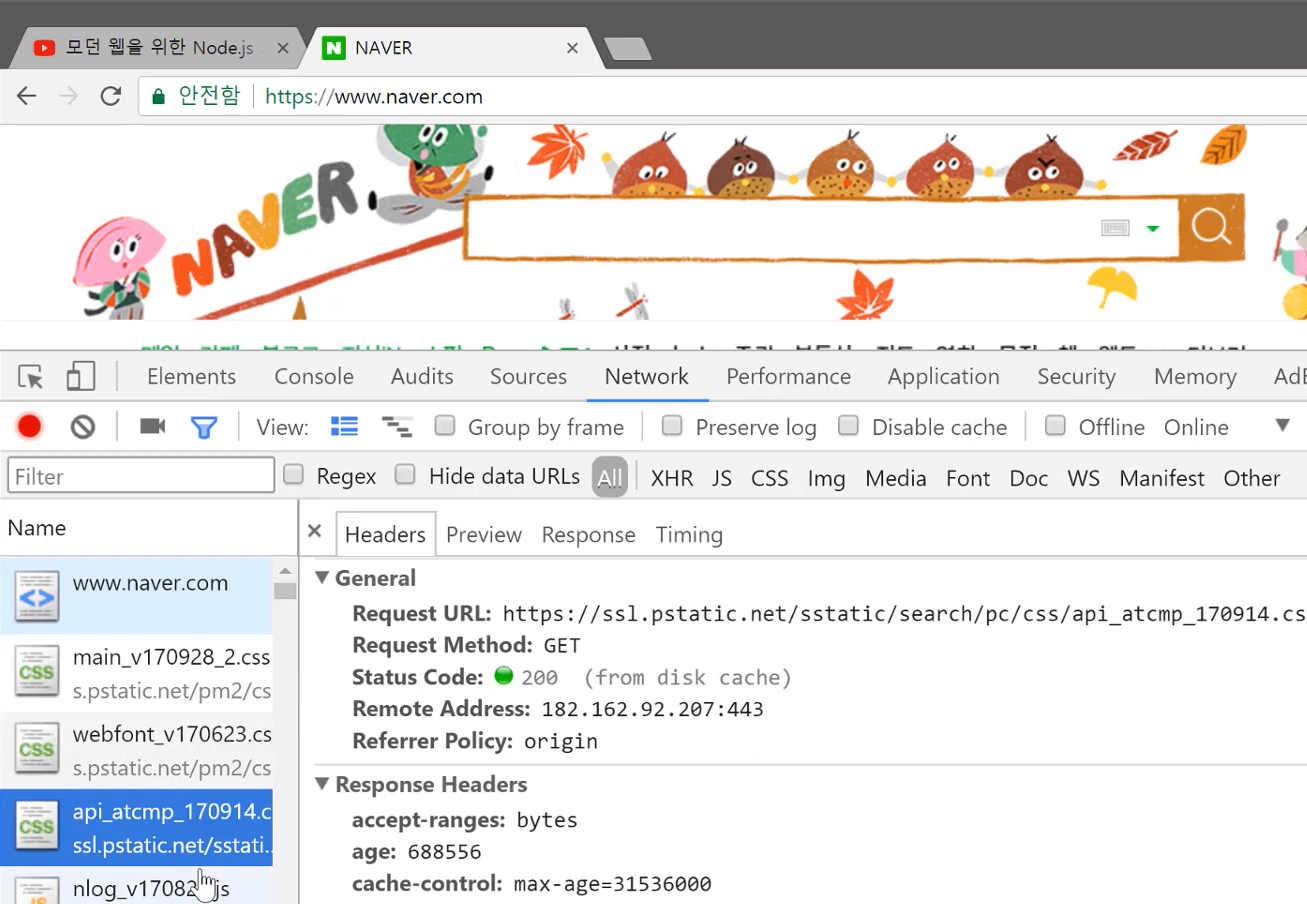 모던 웹을 위한 Node.js
NAVER
안전함 https://www.naver.com
NAVER
Elements Console Audits Sources Network Performance Application Security Memory AdB
View: Group by frame Preserve log Disable cache Offline Online
Filter Regex Hide data URLs All XHR JS CSS Img Media Font Doc WS Manifest Other
Name
Headers Preview Response Timing
www.naver.com
main_v170928_2.css
s.pstatic.net/pm2/cs
webfont_v170623.cs
s.pstatic.net/pm2/cs
api_atcmp_170914.c
ssl.pstatic.net/sstati...
General
Request URL: https://ssl.pstatic.net/sstatic/search/pc/css/api_atcmp_170914.cs
Request Method: GET
Status Code: 200 (from disk cache)
Remote Address: 182.162.92.207:443
Referrer Policy: origin
Response Headers
accept-ranges: bytes
age: 688556
cache-control: max-age=31536000